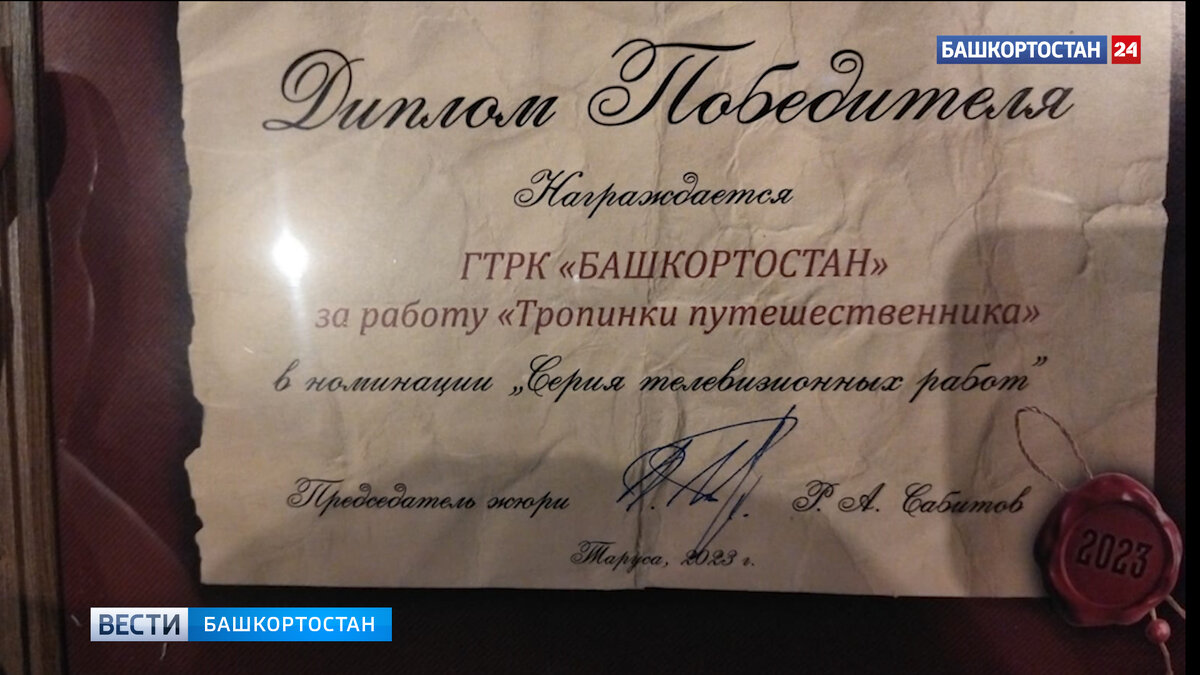 БАШКОРТОСТАН 24
Диплом Победителя
Награждается
ГТРК «БАШКОРТОСТАН»
за работу «Тропинки путешественника»
в номинации „Серия телевизионных работ”
Председатель жюри Р. А. Сабитов
Таруса, 2023 г.
2023
ВЕСТИ БАШКОРТОСТАН